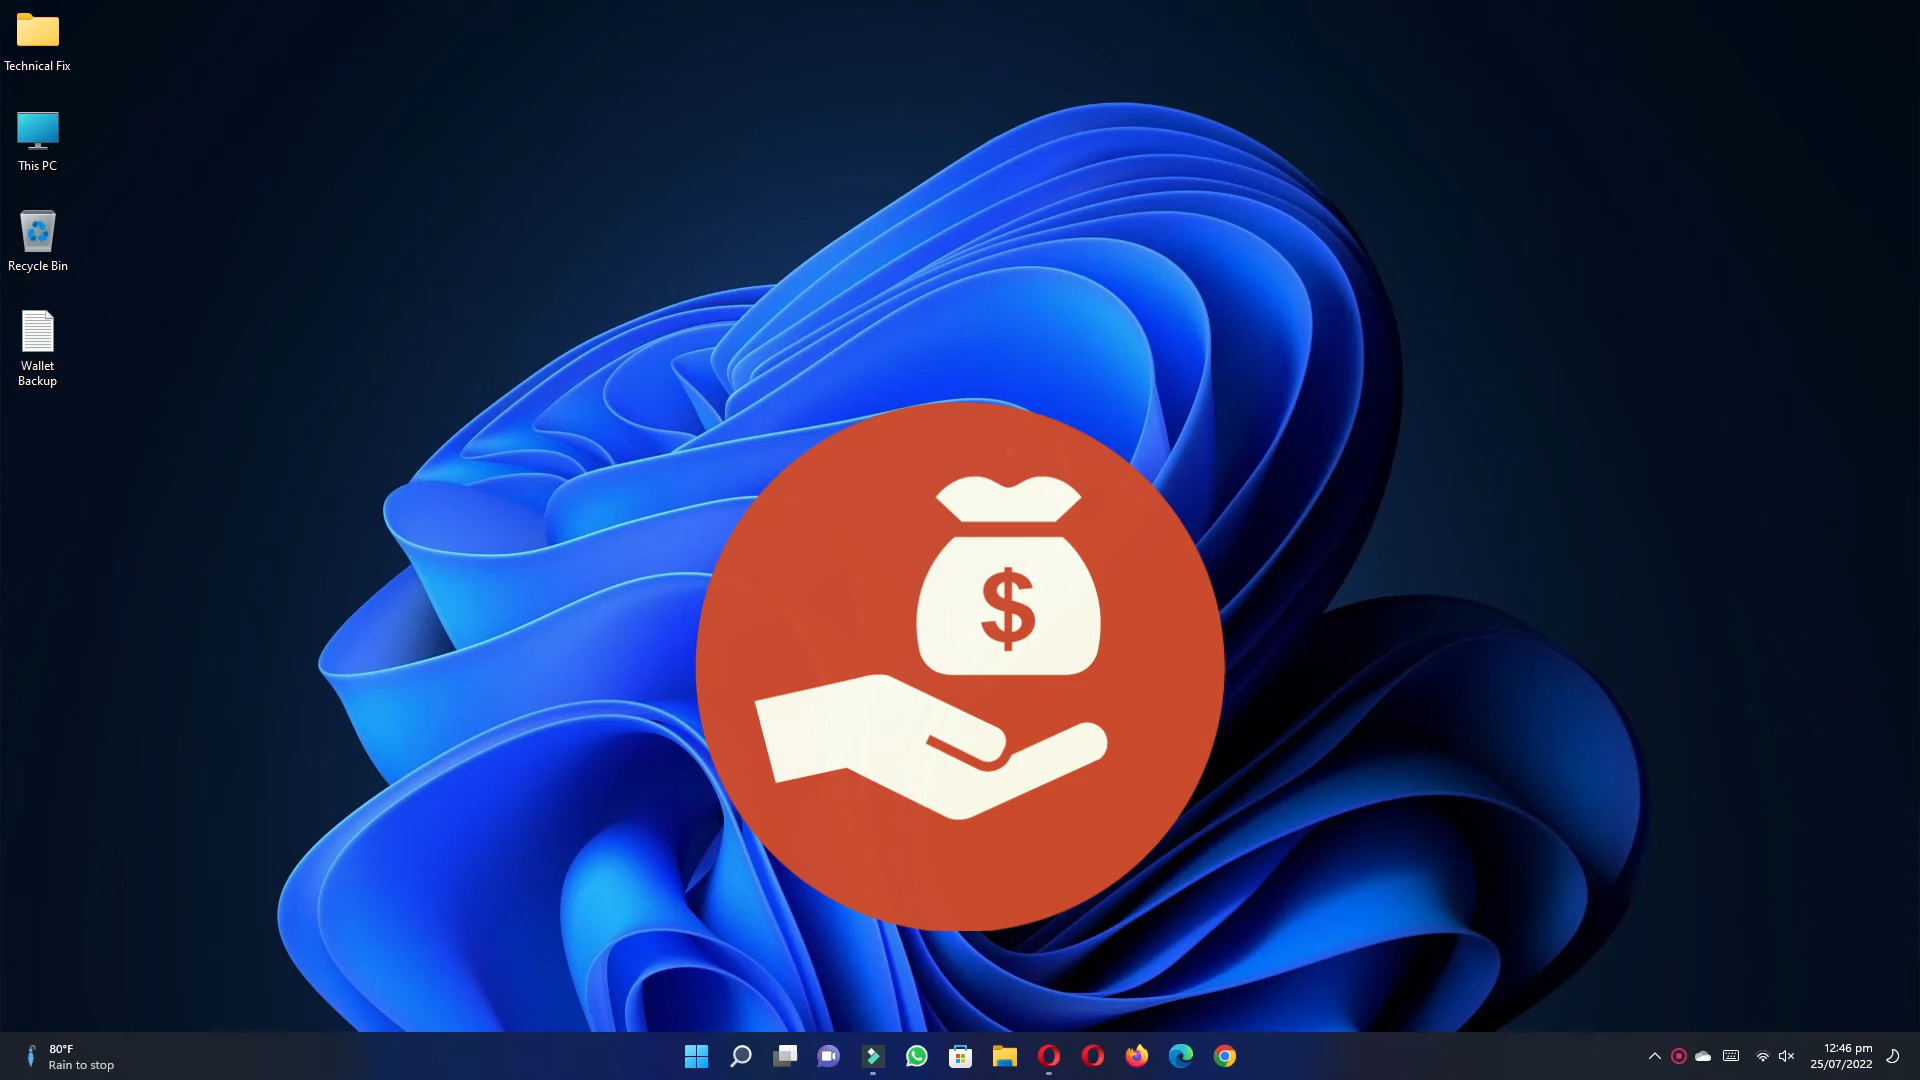 Technical Fix
This PC
Recycle Bin
Wallet
Backup
$
80°F
Rain to stop
12:46 pm
25/07/2022